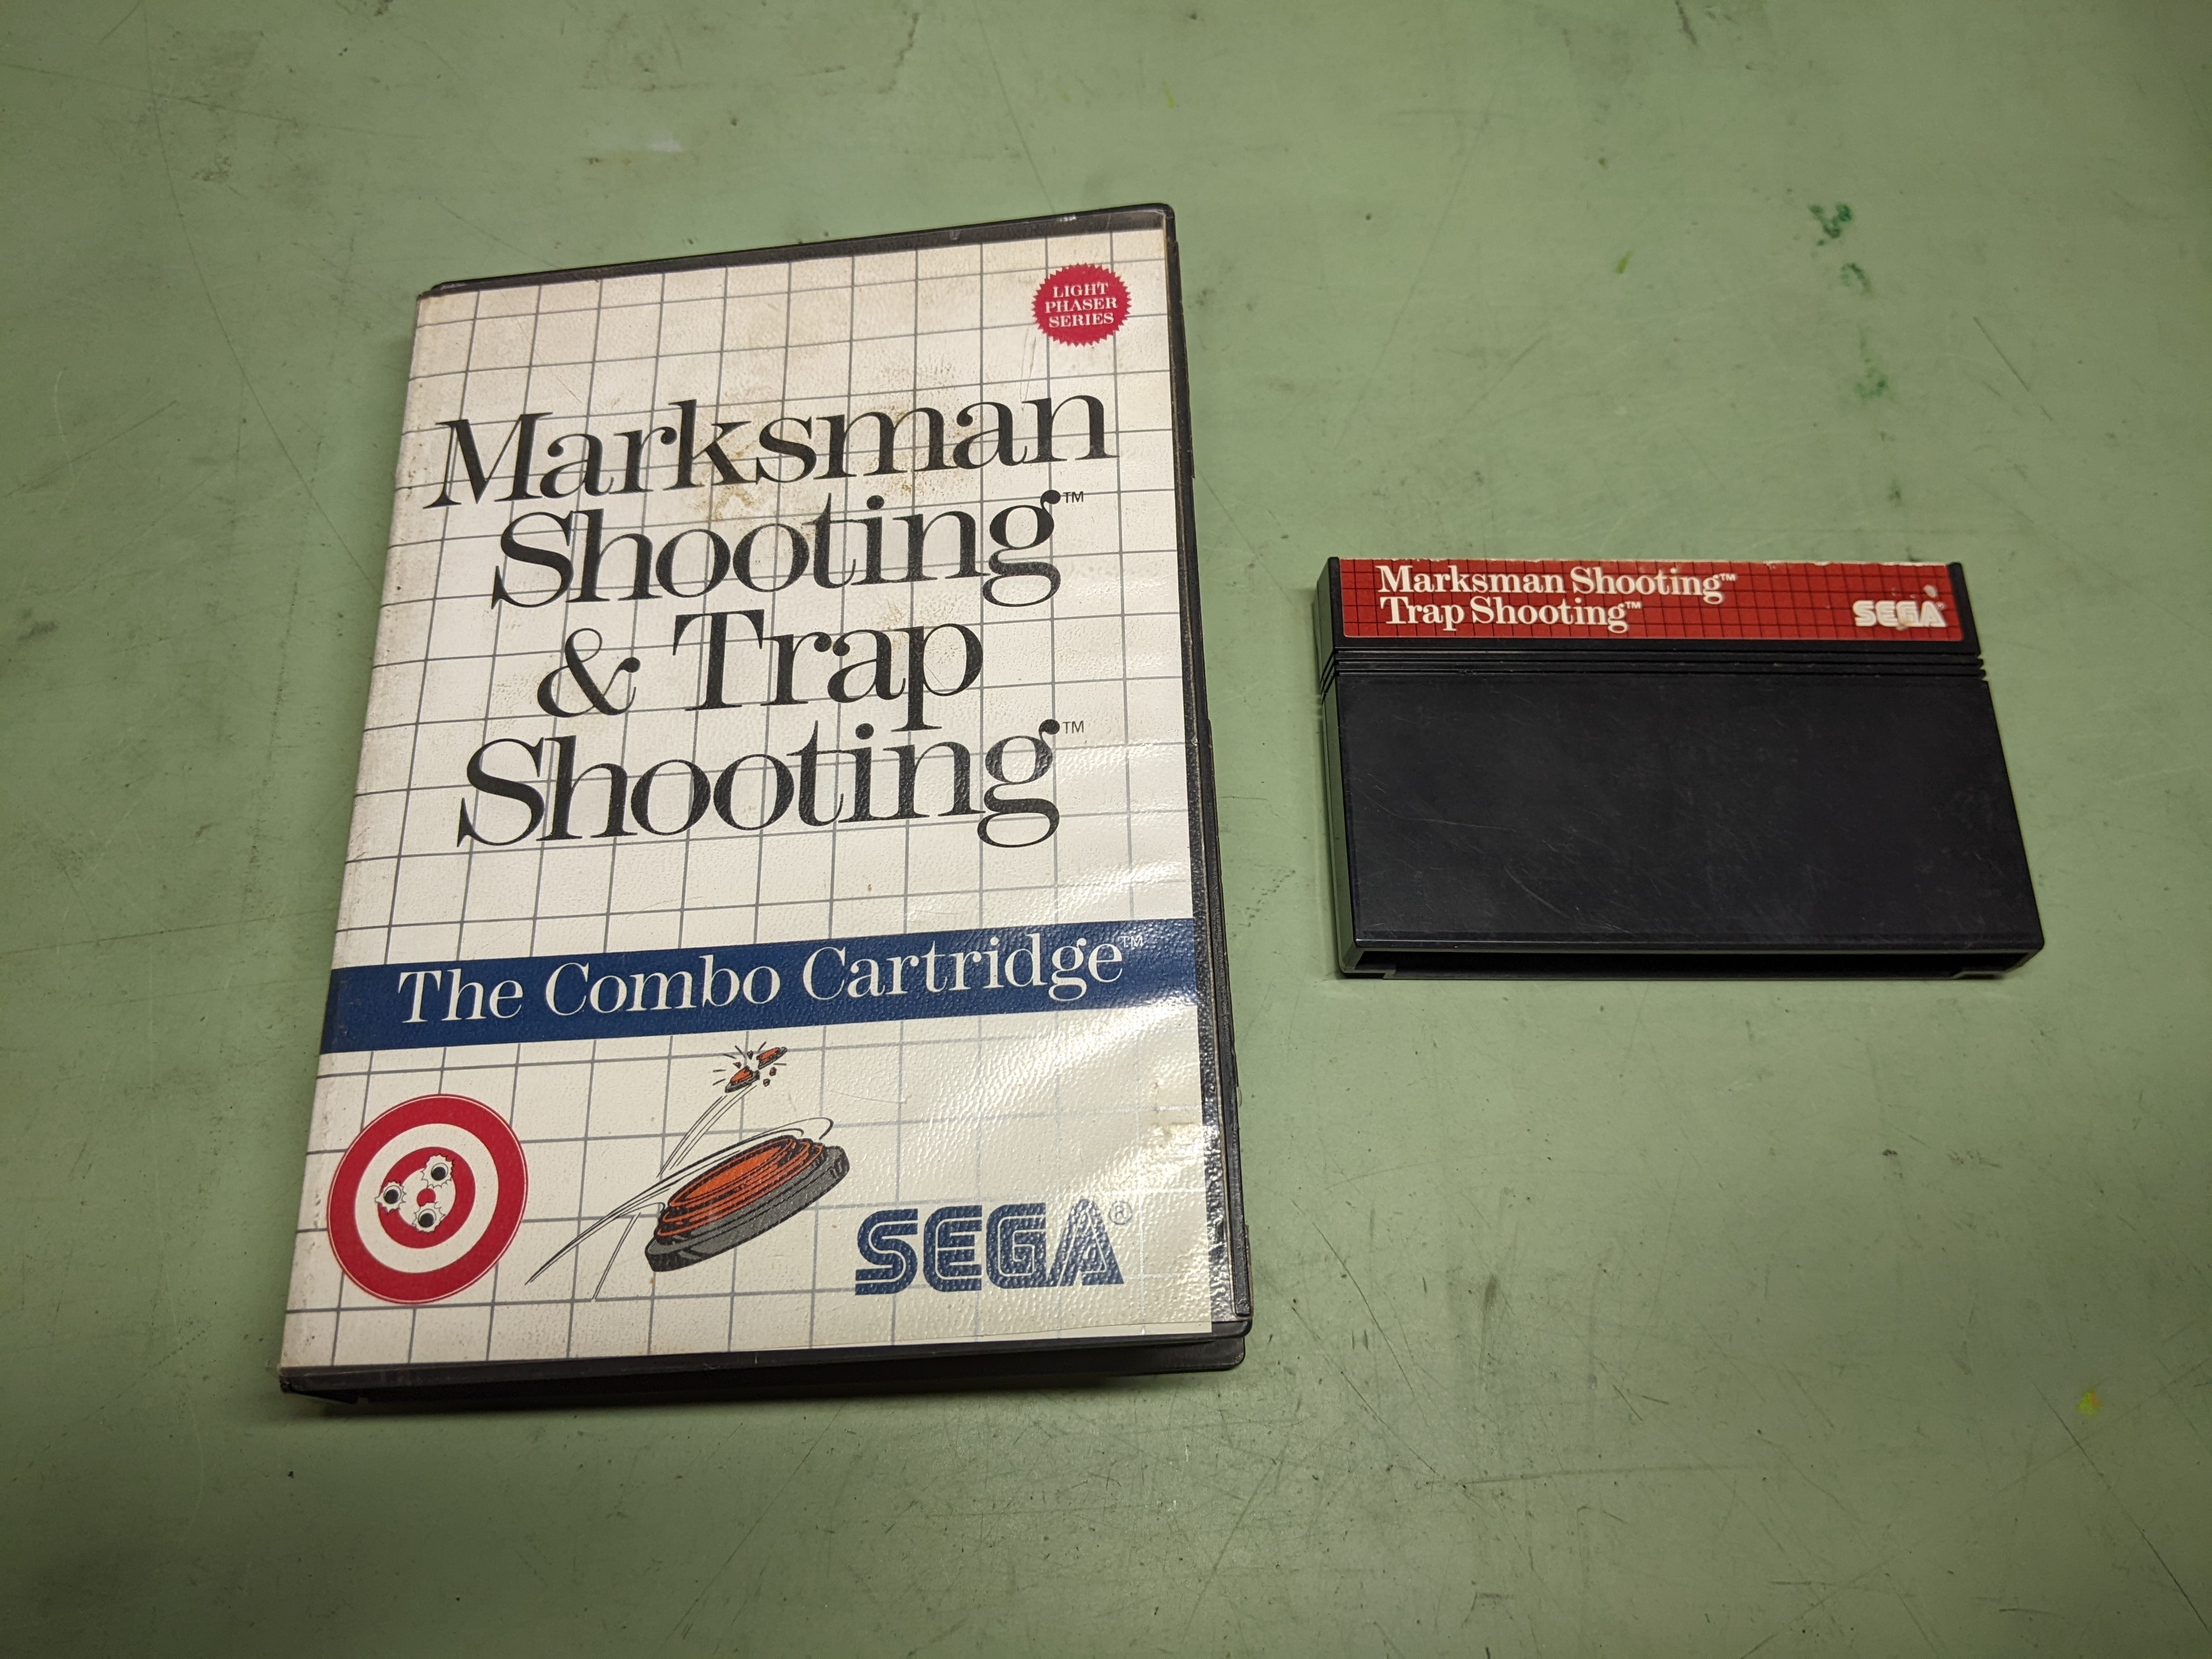 LIGHT
PHASER
SERIES
Marksman
Shooting™
& Trap
Shooting™
The Combo Cartridge™
SEGA®
Marksman Shooting™
Trap Shooting™
SEGA®